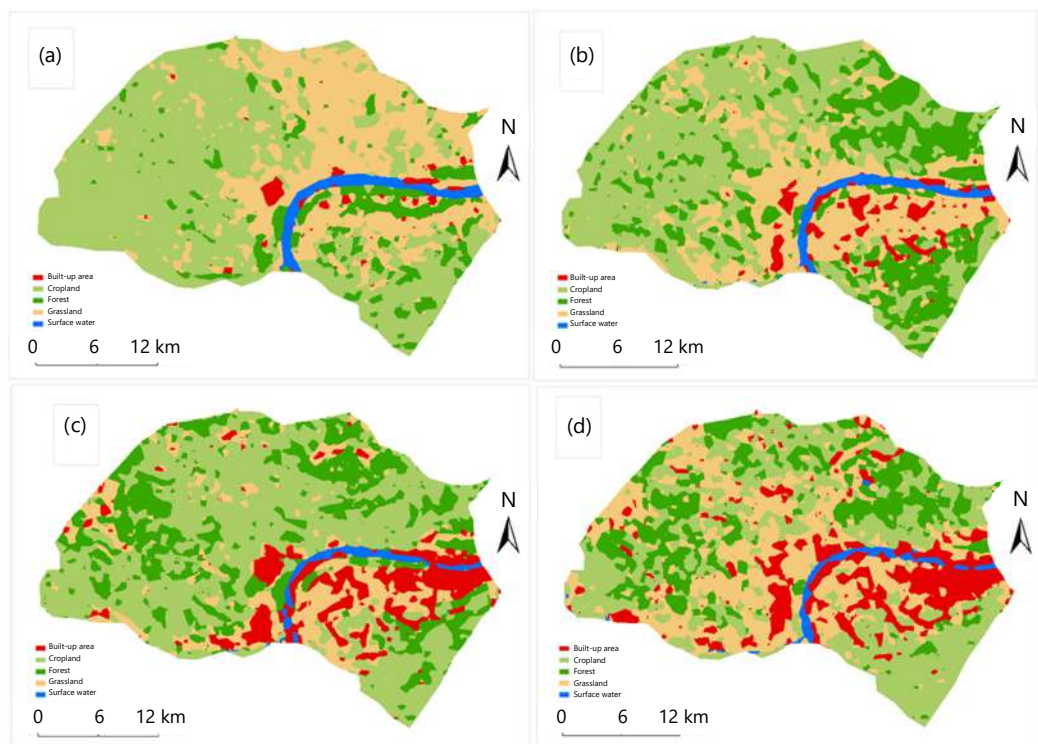 (a)
N
Built-up area
Cropland
Forest
Grassland
Surface water
0 6 12 km
(b)
N
Built-up area
Cropland
Forest
Grassland
Surface water
0 6 12 km
(c)
N
Built-up area
Cropland
Forest
Grassland
Surface water
0 6 12 km
(d)
N
Built-up area
Cropland
Forest
Grassland
Surface water
0 6 12 km